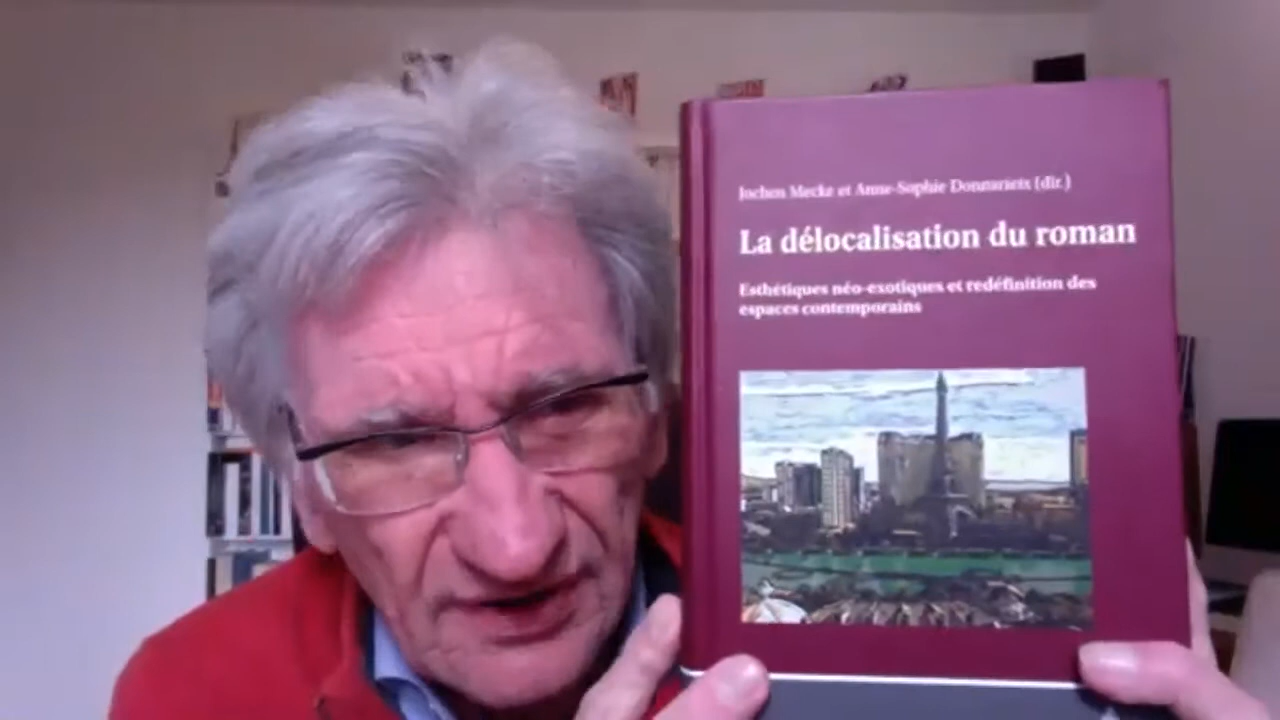 Jochen Mecke et Anne-Sophie Donnarieix (dir.)
La délocalisation du roman
Esthétiques néo-exotiques et redéfinition des
espaces contemporains